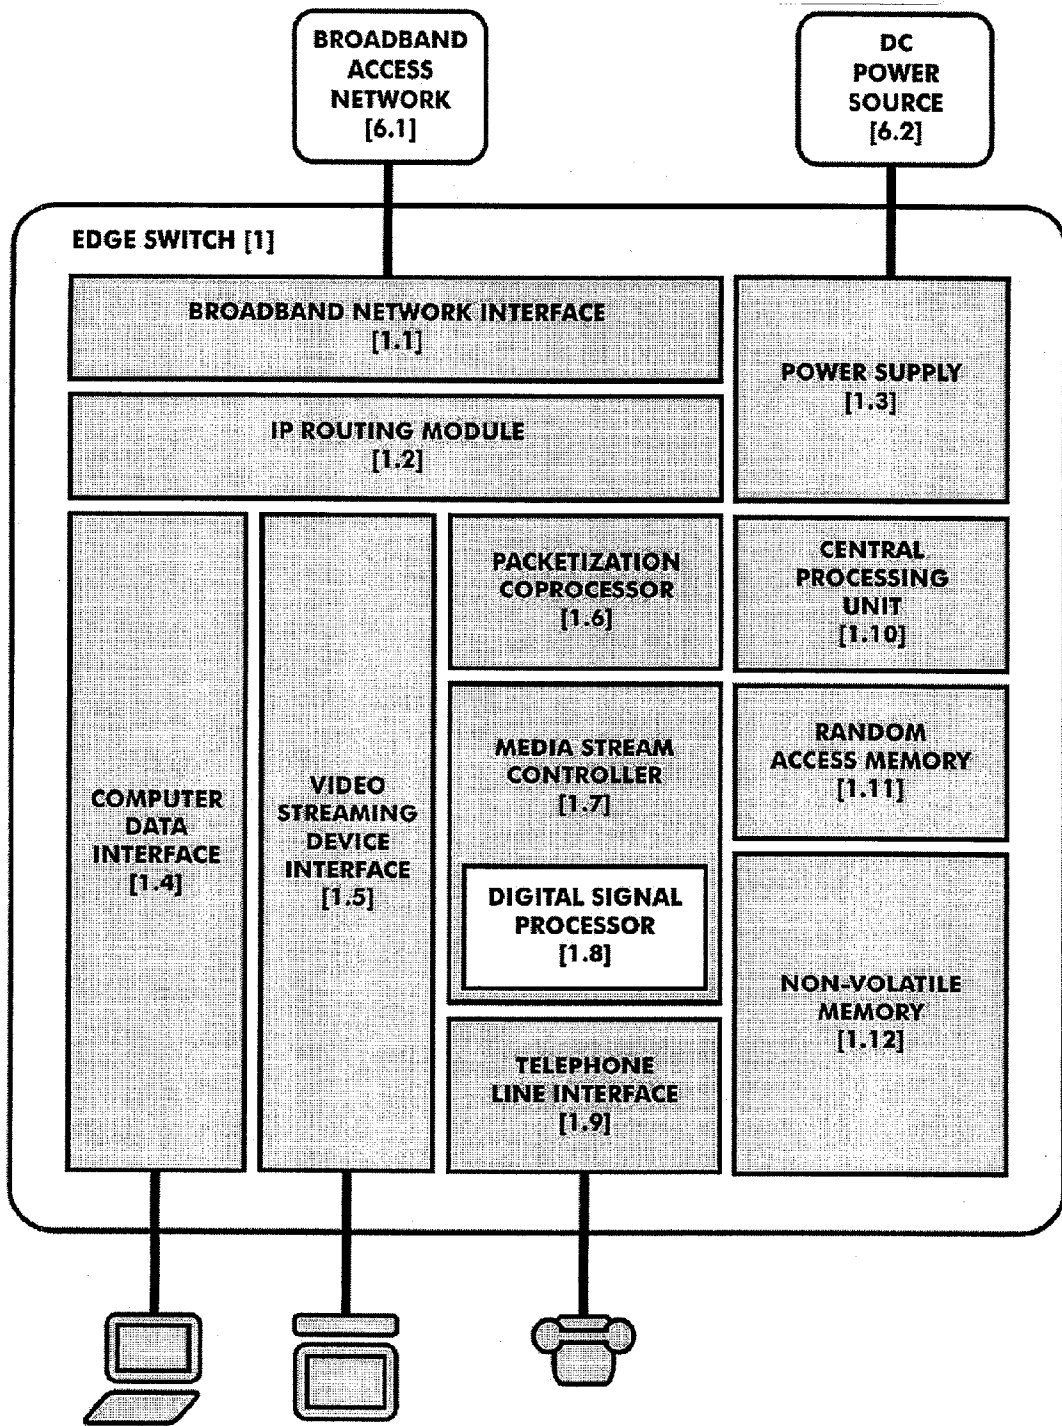 BROADBAND
ACCESS
NETWORK
[6.1]
DC
POWER
SOURCE
[6.2]
EDGE SWITCH [1]
BROADBAND NETWORK INTERFACE
[1.1]
POWER SUPPLY
[1.3]
IP ROUTING MODULE
[1.2]
COMPUTER
DATA
INTERFACE
[1.4]
VIDEO
STREAMING
DEVICE
INTERFACE
[1.5]
PACKETIZATION
COPROCESSOR
[1.6]
CENTRAL
PROCESSING
UNIT
[1.10]
MEDIA STREAM
CONTROLLER
[1.7]
RANDOM
ACCESS MEMORY
[1.11]
DIGITAL SIGNAL
PROCESSOR
[1.8]
NON-VOLATILE
MEMORY
[1.12]
TELEPHONE
LINE INTERFACE
[1.9]